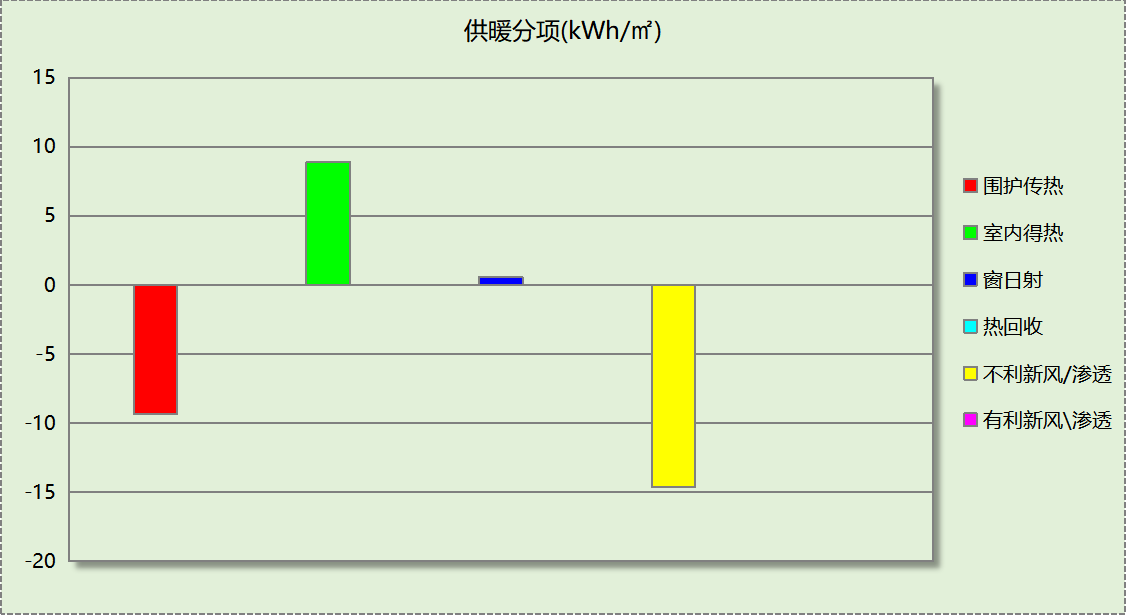 供暖分项(kWh/㎡)
15
10
5
0
-5
-10
-15
-20
围护传热
室内得热
窗日射
热回收
不利新风/渗透
有利新风\渗透